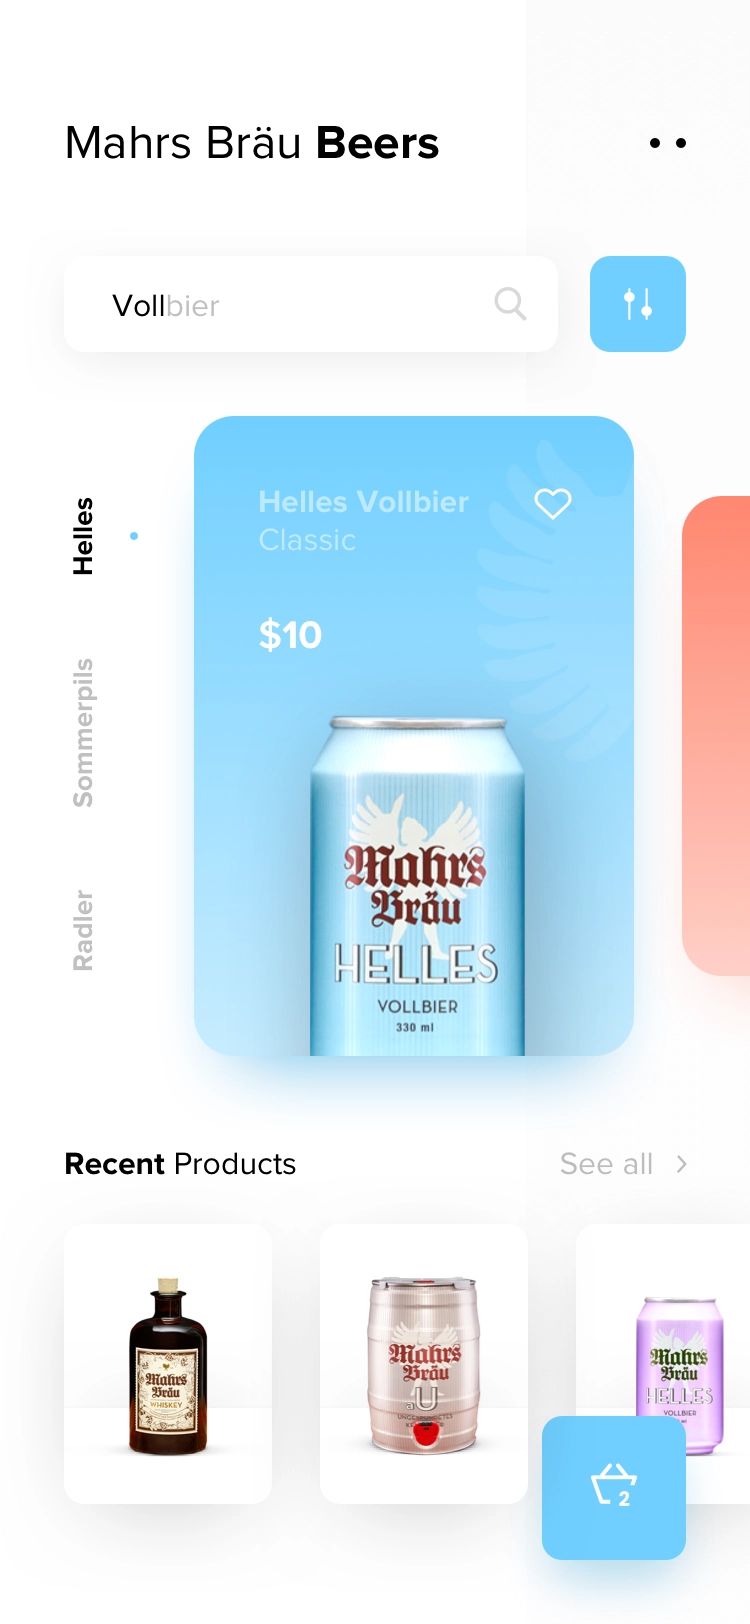 Mahrs Bräu Beers
Vollbier
Helles
Sommerpils
Radler
Helles Vollbier
Classic
$10
Mahrs
Bräu
HELLES
VOLLBIER
330 ml
Recent Products
See all
Mahrs
Bräu
WHISKEY
Mahrs
Bräu
aU
Mahrs
Bräu
HELLES
VOLLBIER
ml
2